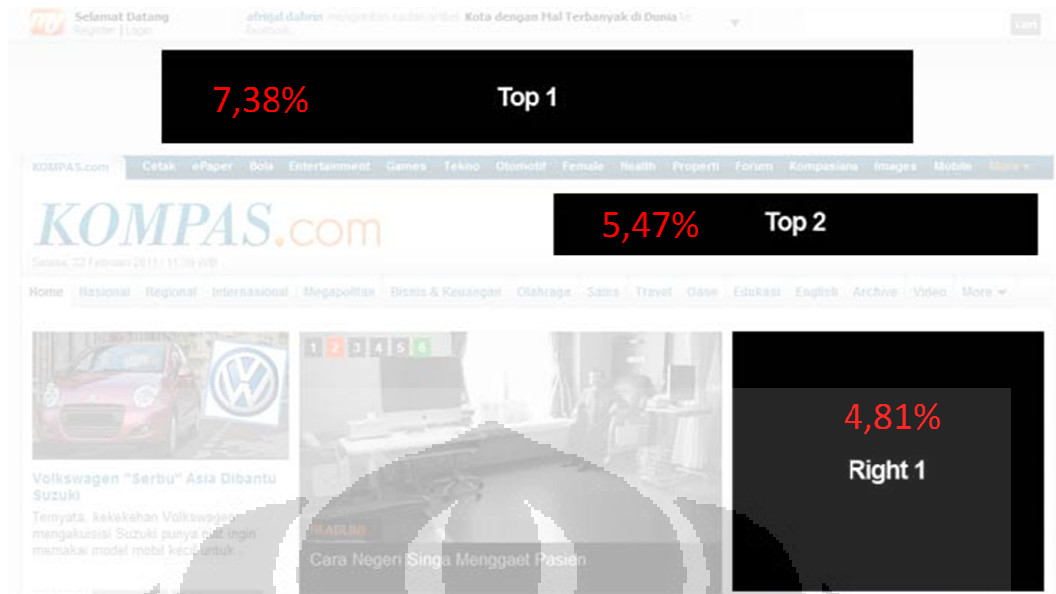 Selamat Datang
Register | Login
afrizal dahrin mengomentari artikel Kota dengan Mal Terbanyak di Dunia
facebook
7,38% Top 1
KOMPAS.com Cetak ePaper Bola Entertainment Games Tekno Otomotif Female Health Properti Forum Kompasiana Images Mobile More
KOMPAS.com
5,47% Top 2
Selasa, 22 Februari 2011 | 11:39 WIB
Home Nasional Regional Internasional Megapolitan Bisnis & Keuangan Olahraga Sains Travel Oase Edukasi English Archive Video More
1 2 3 4 5 6
4,81%
Right 1
Volkswagen "Serbu" Asia Dibantu
Suzuki
Ternyata, kekekehan Volkswagen
mengakuisisi Suzuki punya niat ingin
memakai model mobil kecil untuk
HEADLINE
Cara Negeri Singa Menggaet Pasien